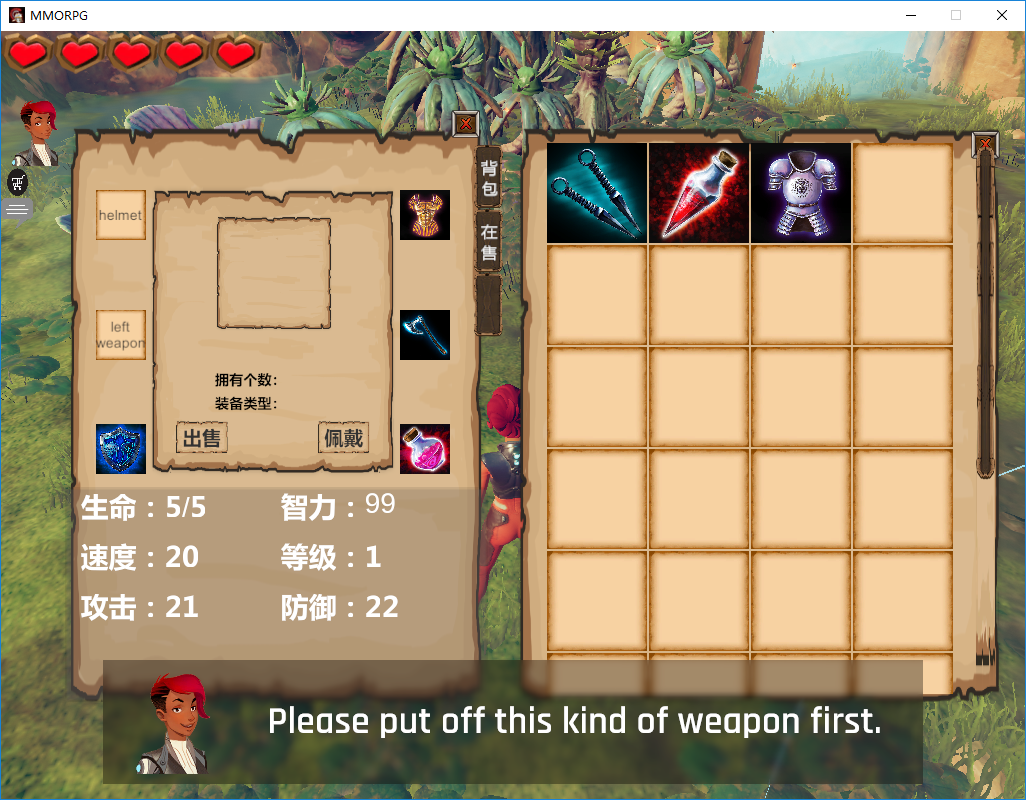 MMORPG
背包
在售
helmet
left
weapon
拥有个数:
装备类型:
出售
佩戴
生命：5/5
智力：99
速度：20
等级：1
攻击：21
防御：22
Please put off this kind of weapon first.